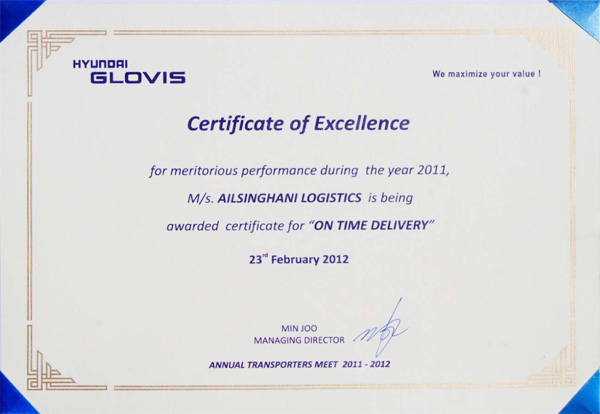 HYUNDAI
GLOVIS
We maximize your value !
Certificate of Excellence
for meritorious performance during the year 2011,
M/s. AILSINGHANI LOGISTICS is being
awarded certificate for “ON TIME DELIVERY”
23rd February 2012
MIN JOO
MANAGING DIRECTOR
ANNUAL TRANSPORTERS MEET 2011 - 2012